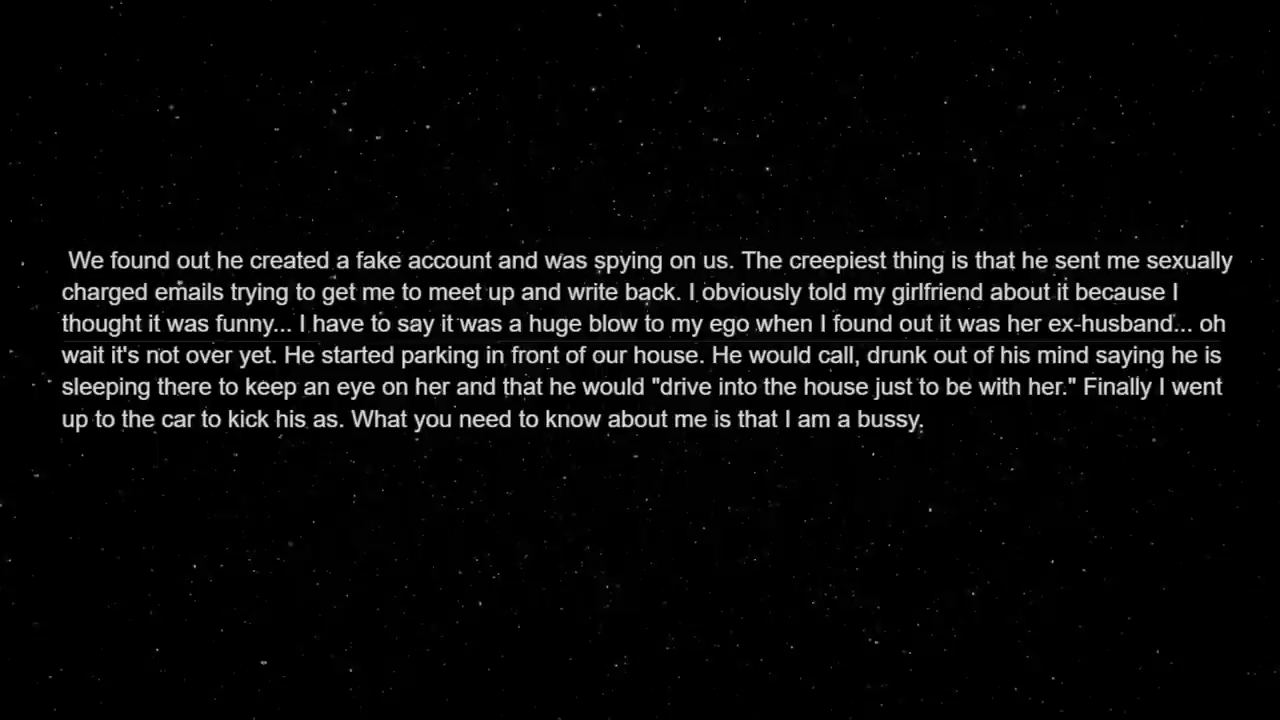 We found out he created a fake account and was spying on us. The creepiest thing is that he sent me sexually
charged emails trying to get me to meet up and write back. I obviously told my girlfriend about it because I
thought it was funny... I have to say it was a huge blow to my ego when I found out it was her ex-husband... oh
wait it's not over yet. He started parking in front of our house. He would call, drunk out of his mind saying he is
sleeping there to keep an eye on her and that he would "drive into the house just to be with her." Finally I went
up to the car to kick his as. What you need to know about me is that I am a bussy.